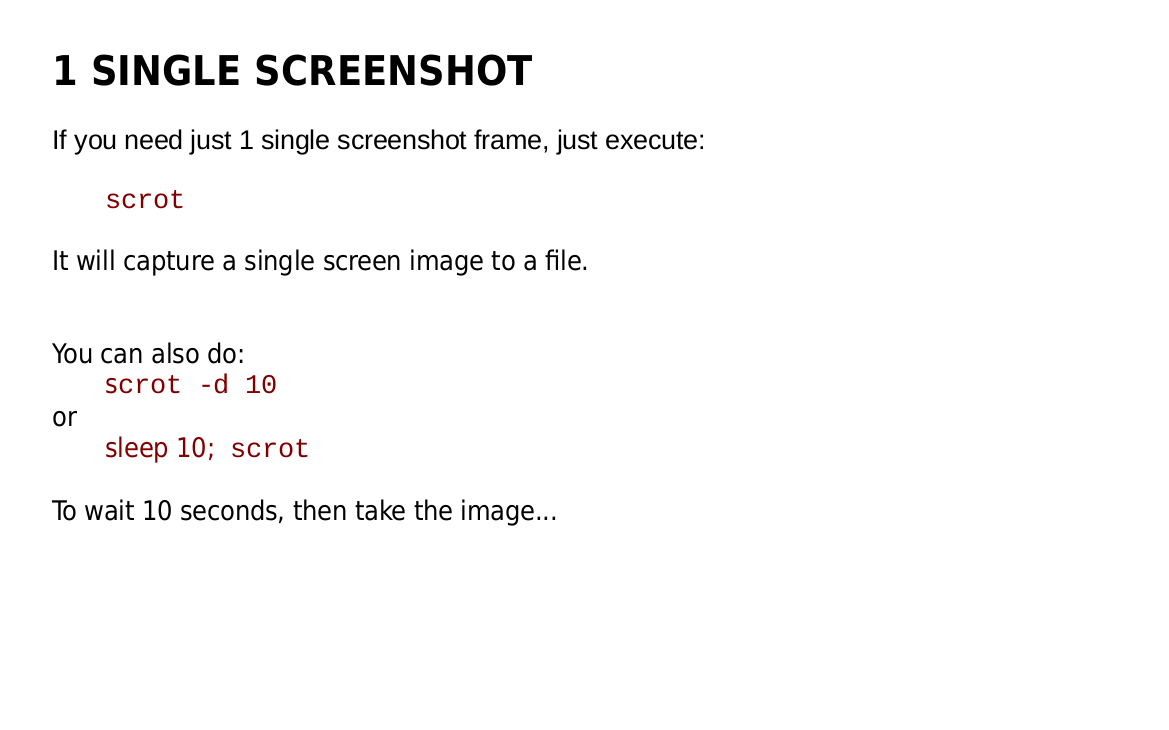 1 SINGLE SCREENSHOT
If you need just 1 single screenshot frame, just execute:
scrot
It will capture a single screen image to a file.
You can also do:
scrot -d 10
or
sleep 10; scrot
To wait 10 seconds, then take the image...